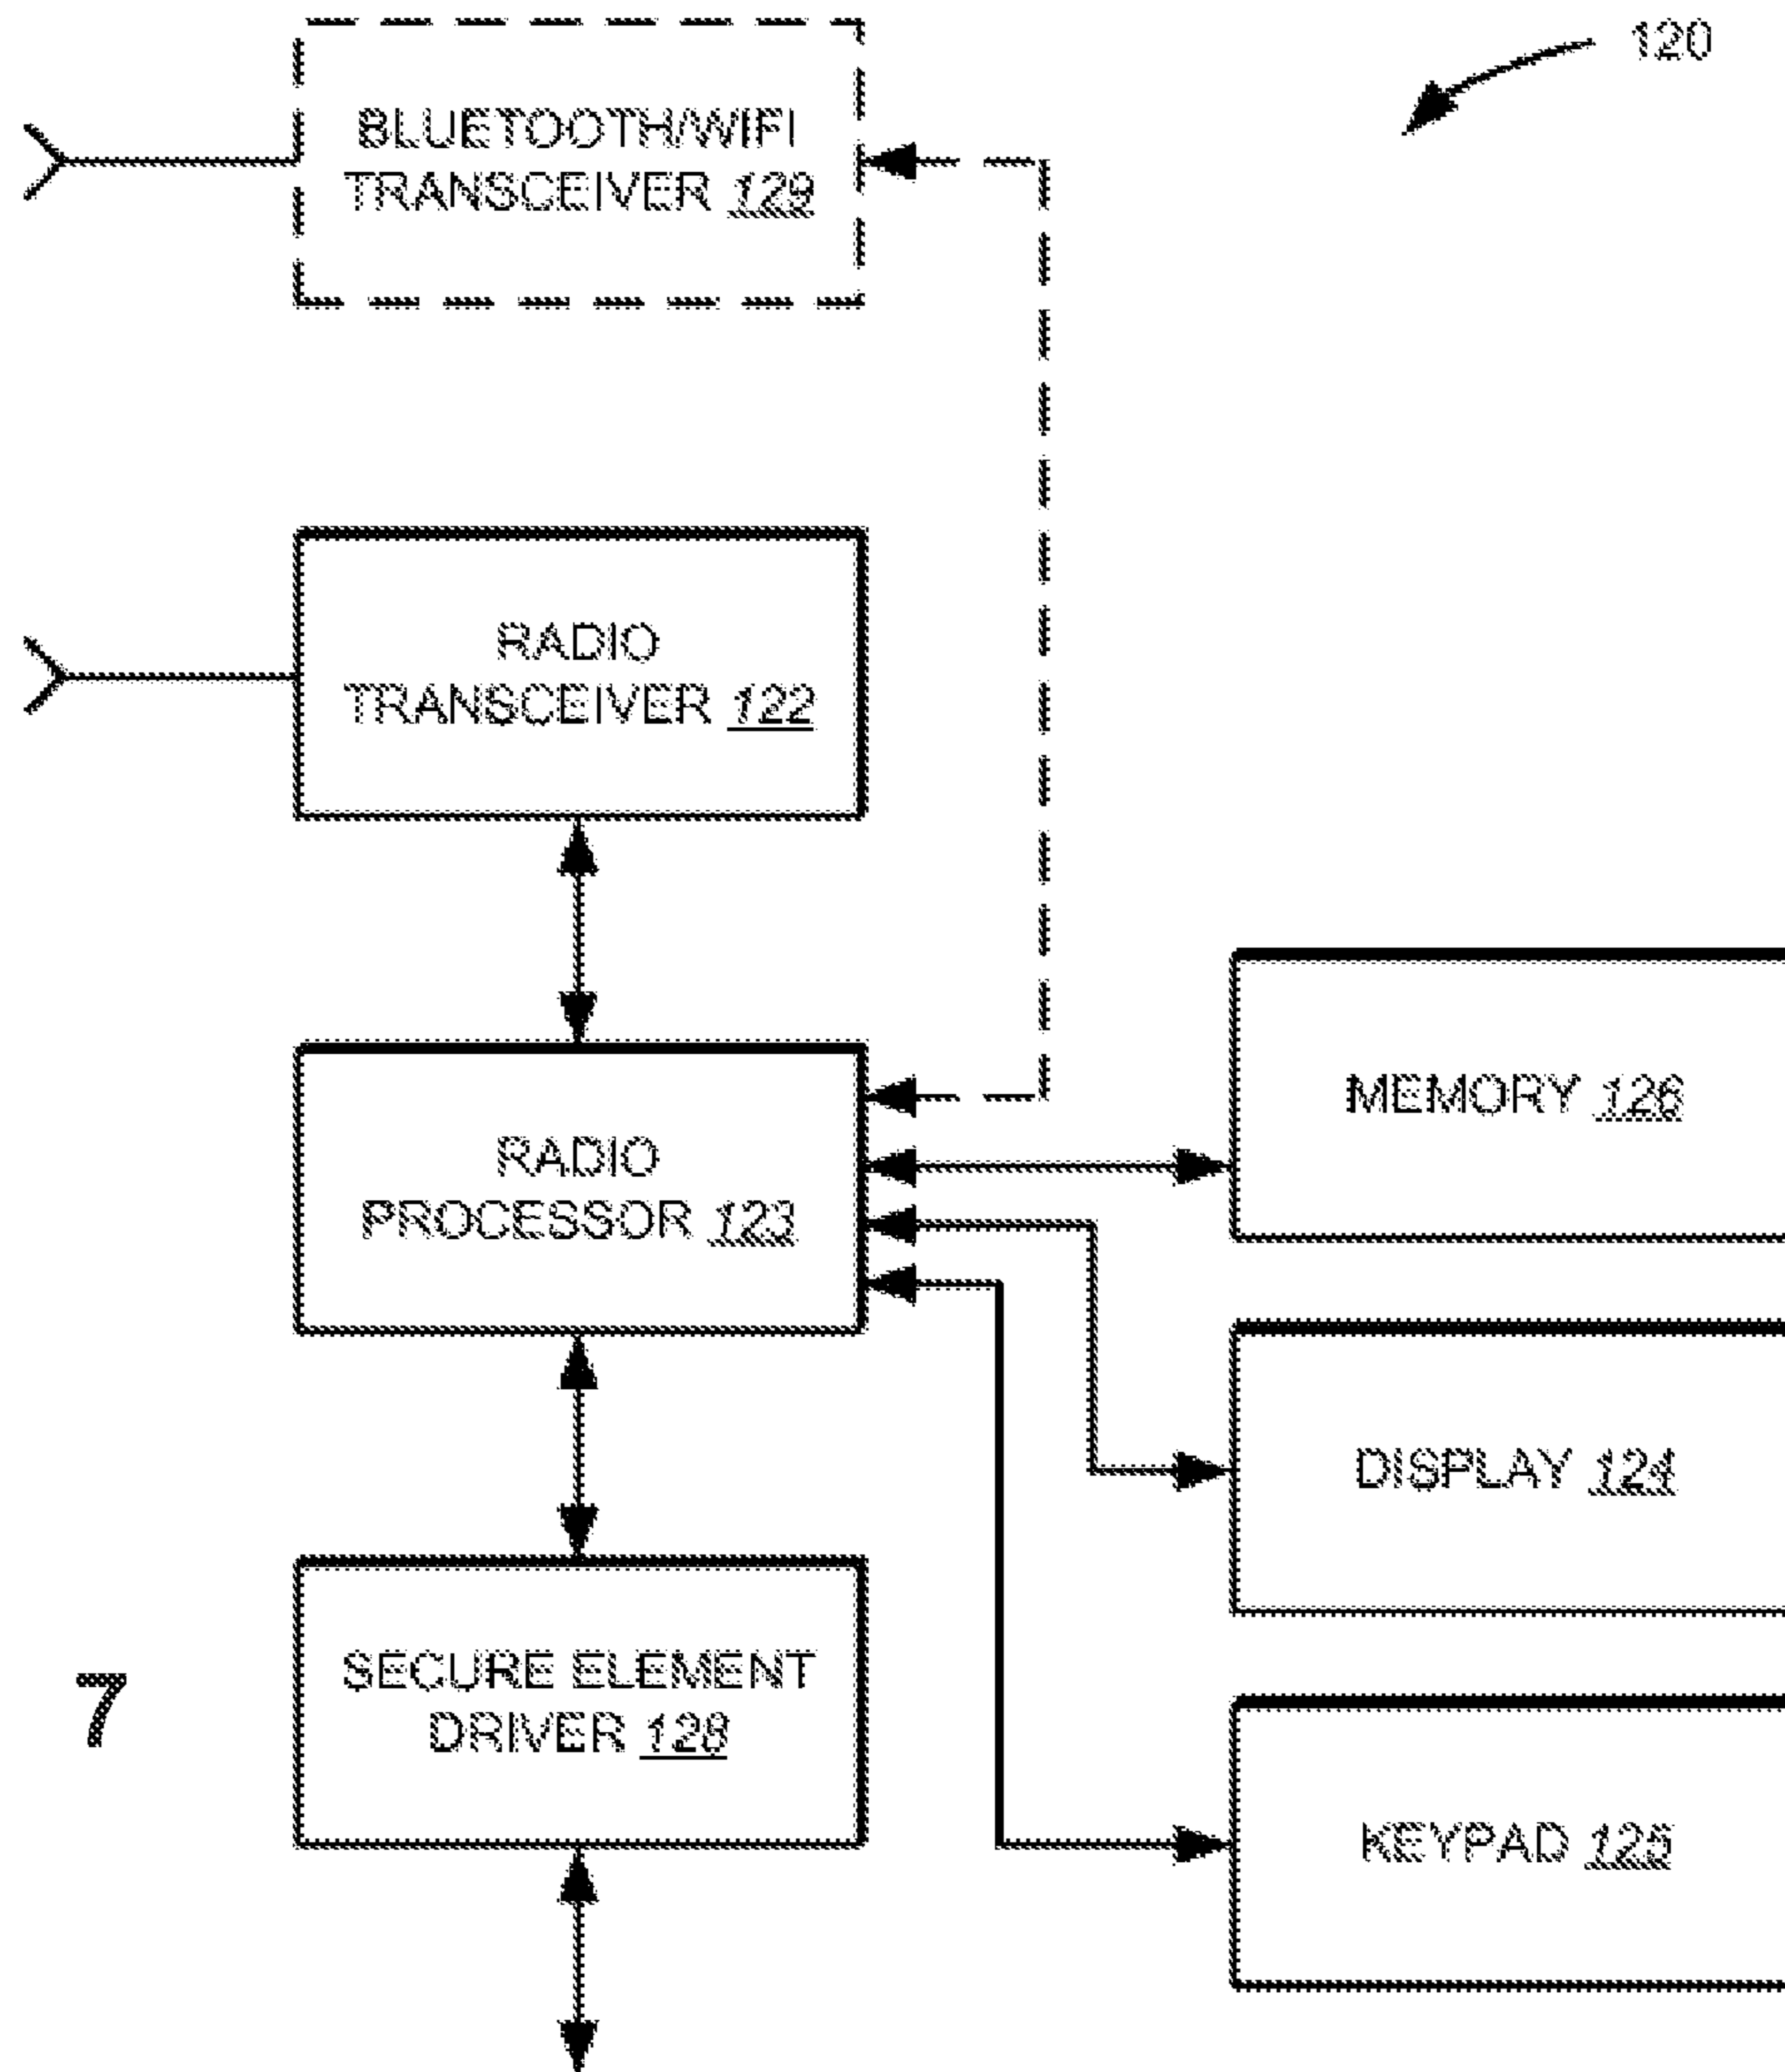 120
BLUETOOTH/WIFI
TRANSCEIVER 129
RADIO
TRANSCEIVER 122
MEMORY 126
RADIO
PROCESSOR 123
DISPLAY 124
SECURE ELEMENT
DRIVER 128
7
KEYPAD 125